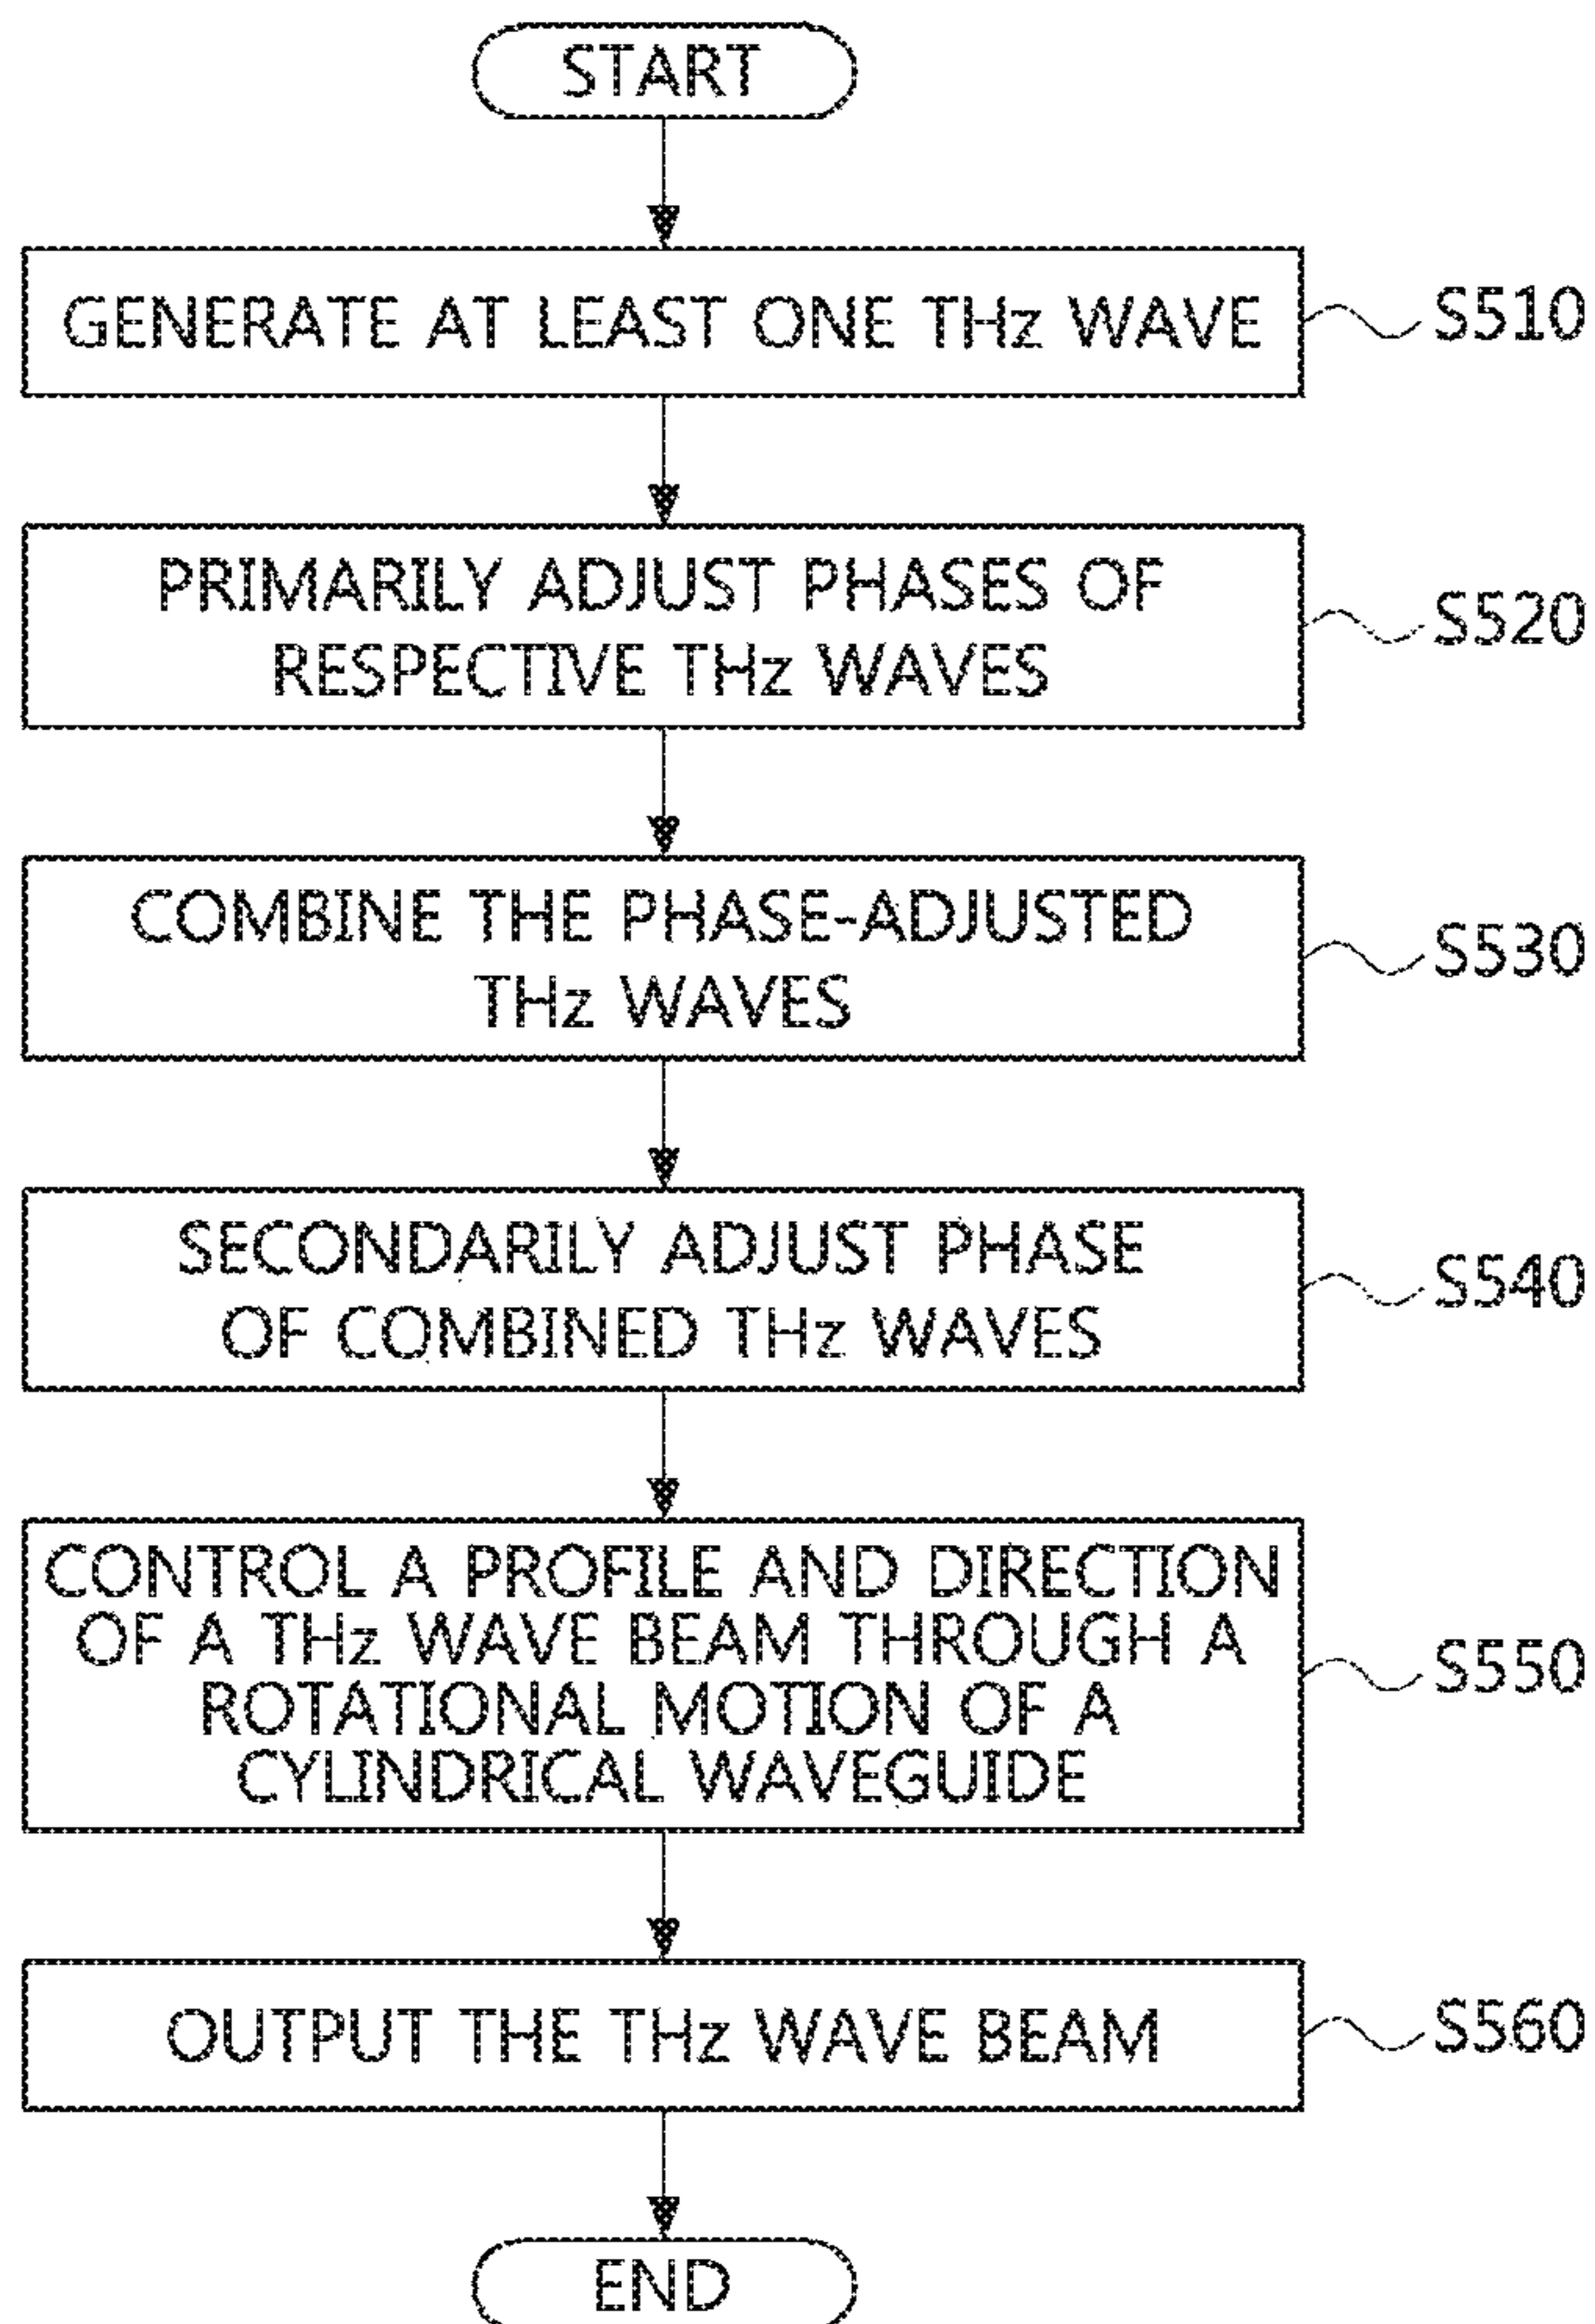 START
GENERATE AT LEAST ONE THz WAVE
S510
PRIMARILY ADJUST PHASES OF
RESPECTIVE THz WAVES
S520
COMBINE THE PHASE-ADJUSTED
THz WAVES
S530
SECONDARILY ADJUST PHASE
OF COMBINED THz WAVES
S540
CONTROL A PROFILE AND DIRECTION
OF A THz WAVE BEAM THROUGH A
ROTATIONAL MOTION OF A
CYLINDRICAL WAVEGUIDE
S550
OUTPUT THE THz WAVE BEAM
S560
END